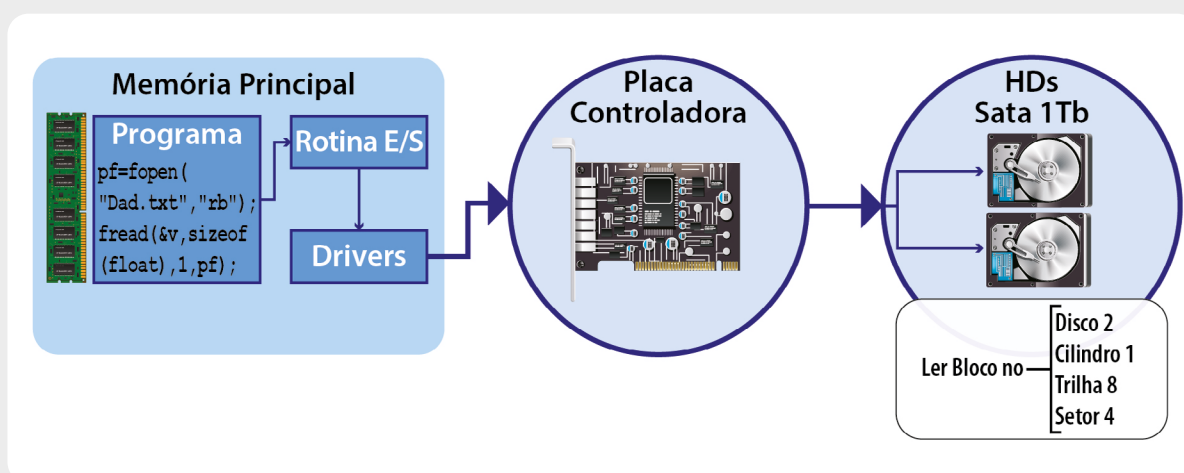 Memória Principal
Programa
pf=fopen(
"Dad.txt","rb");
fread(&v,sizeof
(float),1,pf);
Rotina E/S
Drivers
Placa
Controladora
HDs
Sata 1Tb
Ler Bloco no
Disco 2
Cilindro 1
Trilha 8
Setor 4